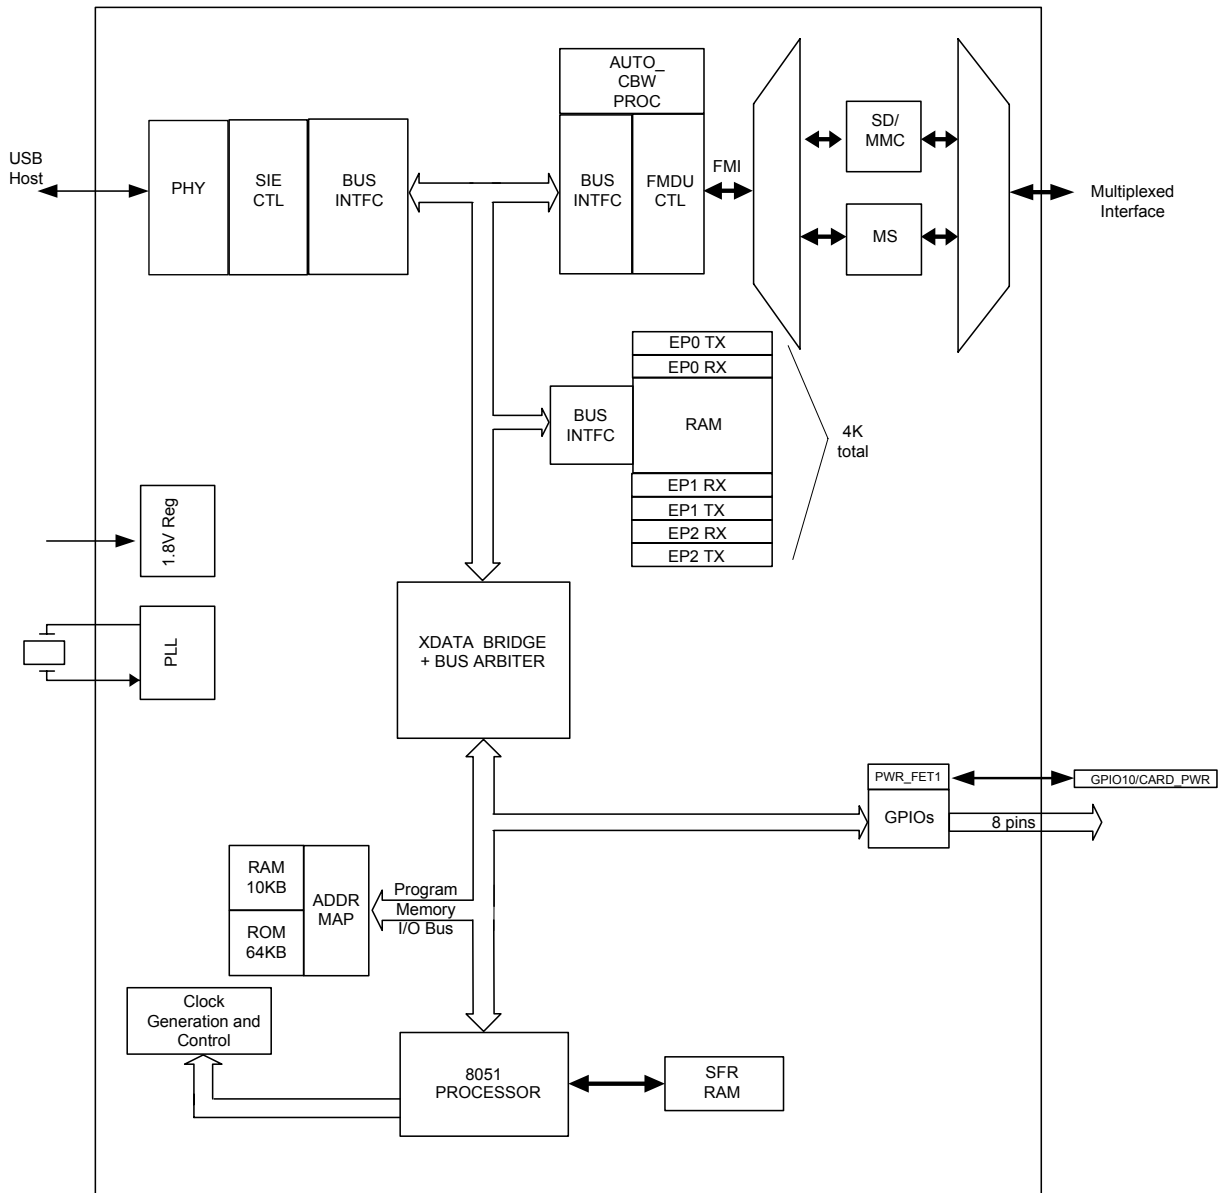 AUTO_
CBW
PROC
USB
Host
PHY
SIE
CTL
BUS
INTFC
BUS
INTFC
FMDU
CTL
FMI
SD/
MMC
MS
Multiplexed
Interface
EP0 TX
EP0 RX
BUS
INTFC
RAM
4K
total
EP1 RX
EP1 TX
EP2 RX
EP2 TX
1.8V Reg
PLL
XDATA BRIDGE
+ BUS ARBITER
PWR_FET1
GPIO10/CARD_PWR
GPIOs
8 pins
RAM
10KB
ROM
64KB
ADDR
MAP
Program
Memory
I/O Bus
Clock
Generation and
Control
8051
PROCESSOR
SFR
RAM